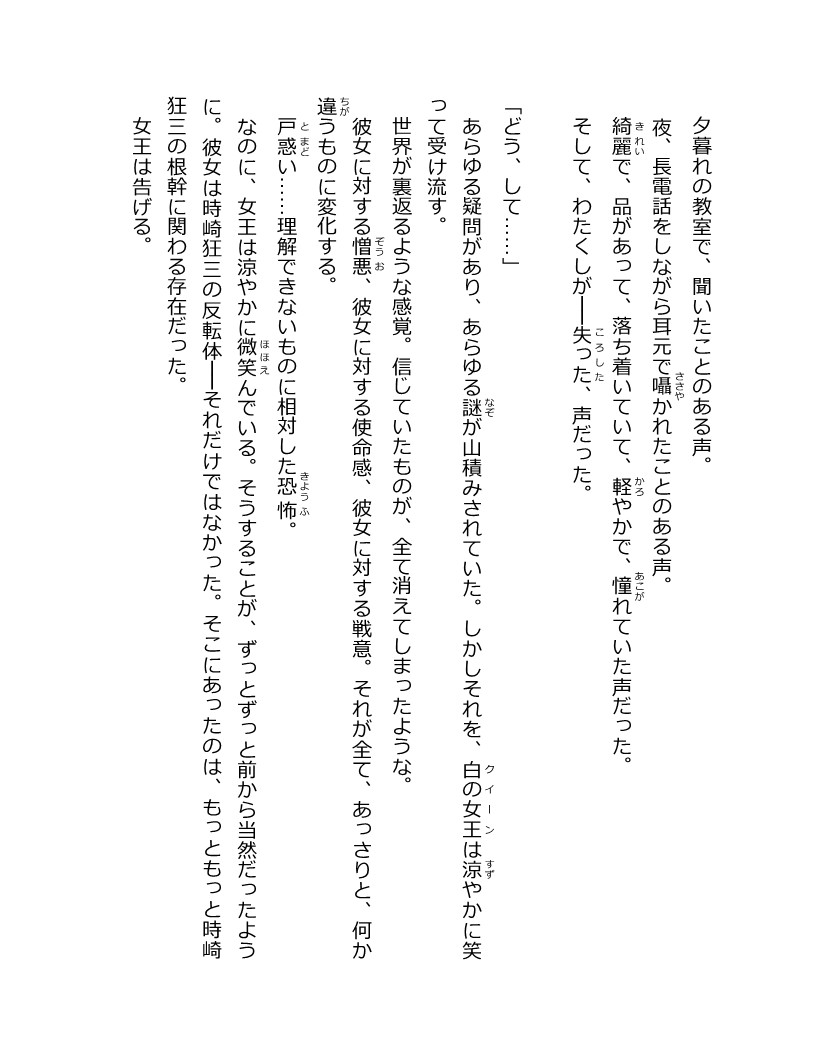 夕暮れの教室で、聞いたことのある声。
夜、長電話をしながら耳元で囁かれたことのある声。
綺麗で、品があって、落ち着いていて、軽やかで、憧れていた声だった。
そして、わたくしが――失った、声だった。
「どう、して……」
あらゆる疑問があり、あらゆる謎が山積みされていた。しかしそれを、白の女王は涼やかに笑
って受け流す。
世界が裏返るような感覚。信じていたものが、全て消えてしまったような。
彼女に対する憎悪、彼女に対する使命感、彼女に対する戦意。それが全て、あっさりと、何か
違うものに変化する。
戸惑い……理解できないものに相対した恐怖。
なのに、女王は涼やかに微笑んでいる。そうすることが、ずっとずっと前から当然だったよう
に。彼女は時崎狂三の反転体――それだけではなかった。そこにあったのは、もっともっと時崎
狂三の根幹に関わる存在だった。
女王は告げる。